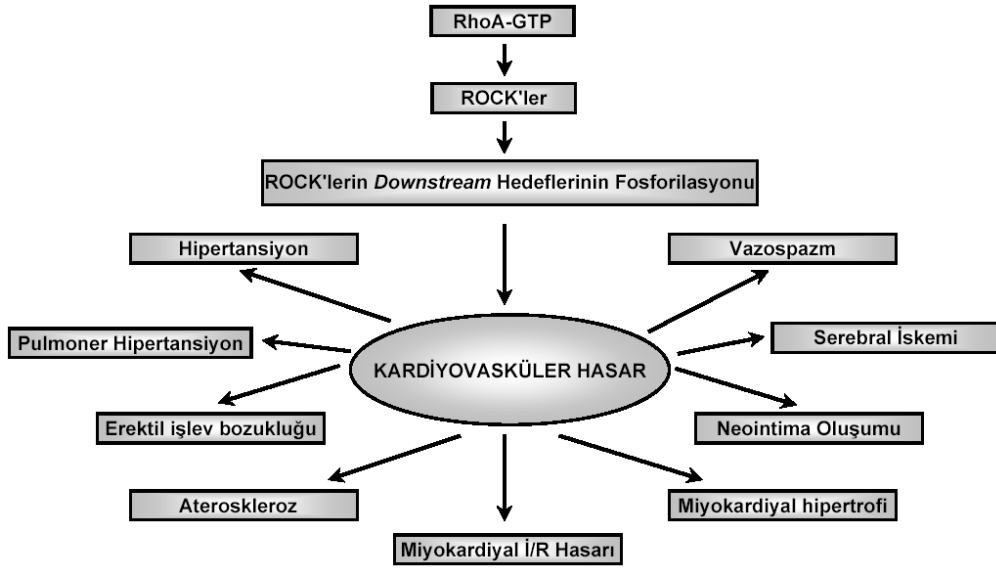 RhoA-GTP
ROCK'ler
ROCK'lerin Downstream Hedeflerinin Fosforilasyonu
Hipertansiyon
Vazospazm
Pulmoner Hipertansiyon
Serebral İskemi
KARDİYOVASKÜLER HASAR
Erektil işlev bozukluğu
Neointima Oluşumu
Ateroskleroz
Miyokardiyal hipertrofi
Miyokardiyal İ/R Hasarı